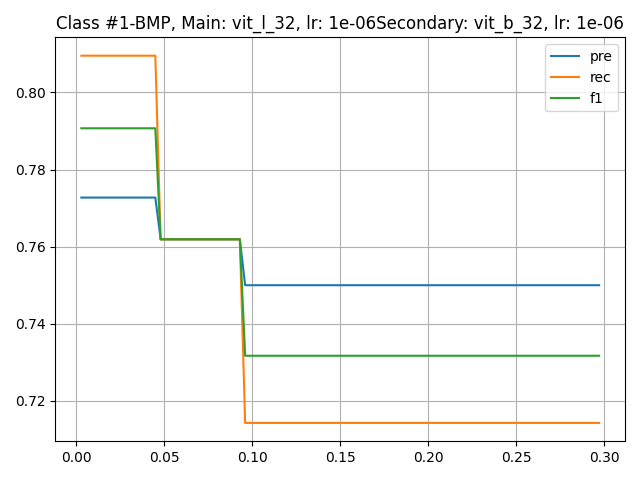 Class #1-BMP, Main: vit_l_32, lr: 1e-06Secondary: vit_b_32, lr: 1e-06
pre
rec
f1
0.80
0.78
0.76
0.74
0.72
0.00 0.05 0.10 0.15 0.20 0.25 0.30